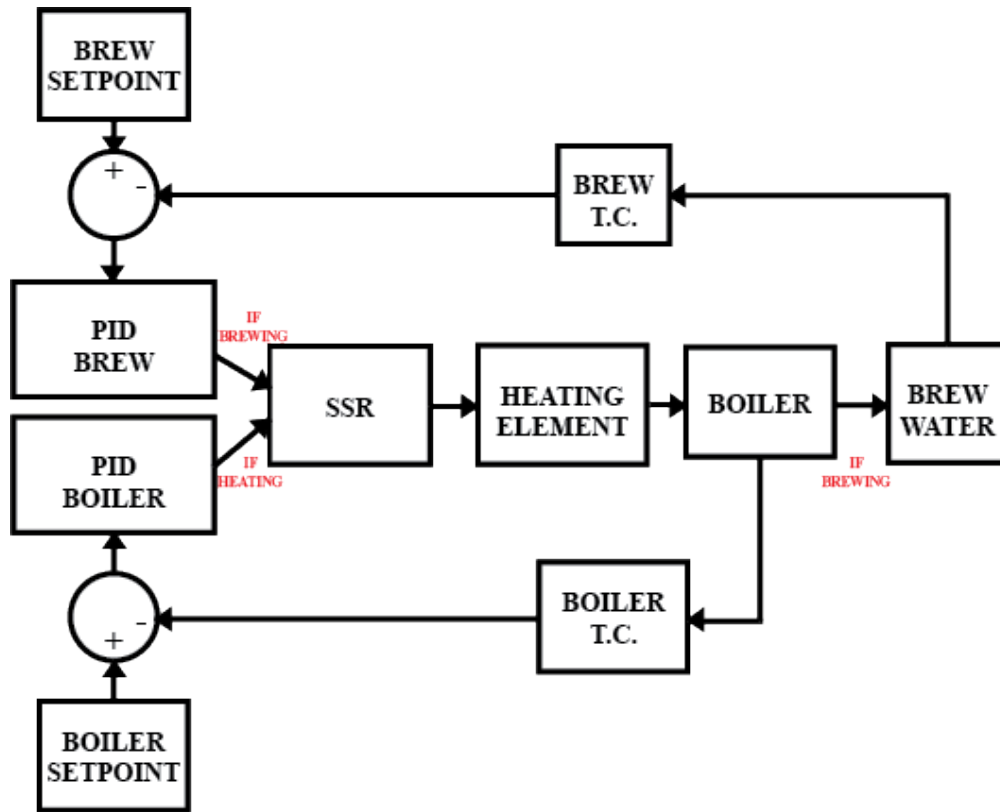 BREW
SETPOINT
+
-
BREW
T.C.
PID
BREW
IF
BREWING
SSR
HEATING
ELEMENT
BOILER
BREW
WATER
PID
BOILER
IF
HEATING
IF
BREWING
-
+
BOILER
T.C.
BOILER
SETPOINT